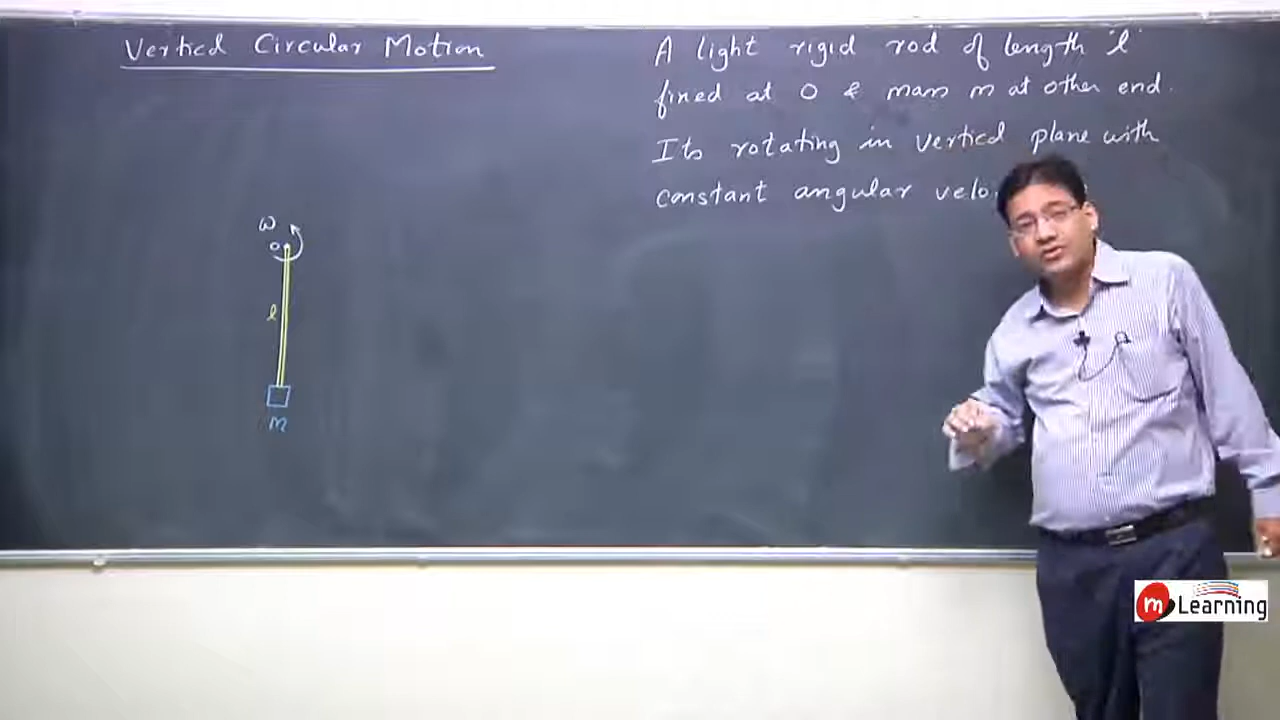 Vertical Circular Motion
A light rigid rod of length 'l'
fixed at O & mass m at other end.
Its rotating in vertical plane with
constant angular
ω
O
l
m
m Learning